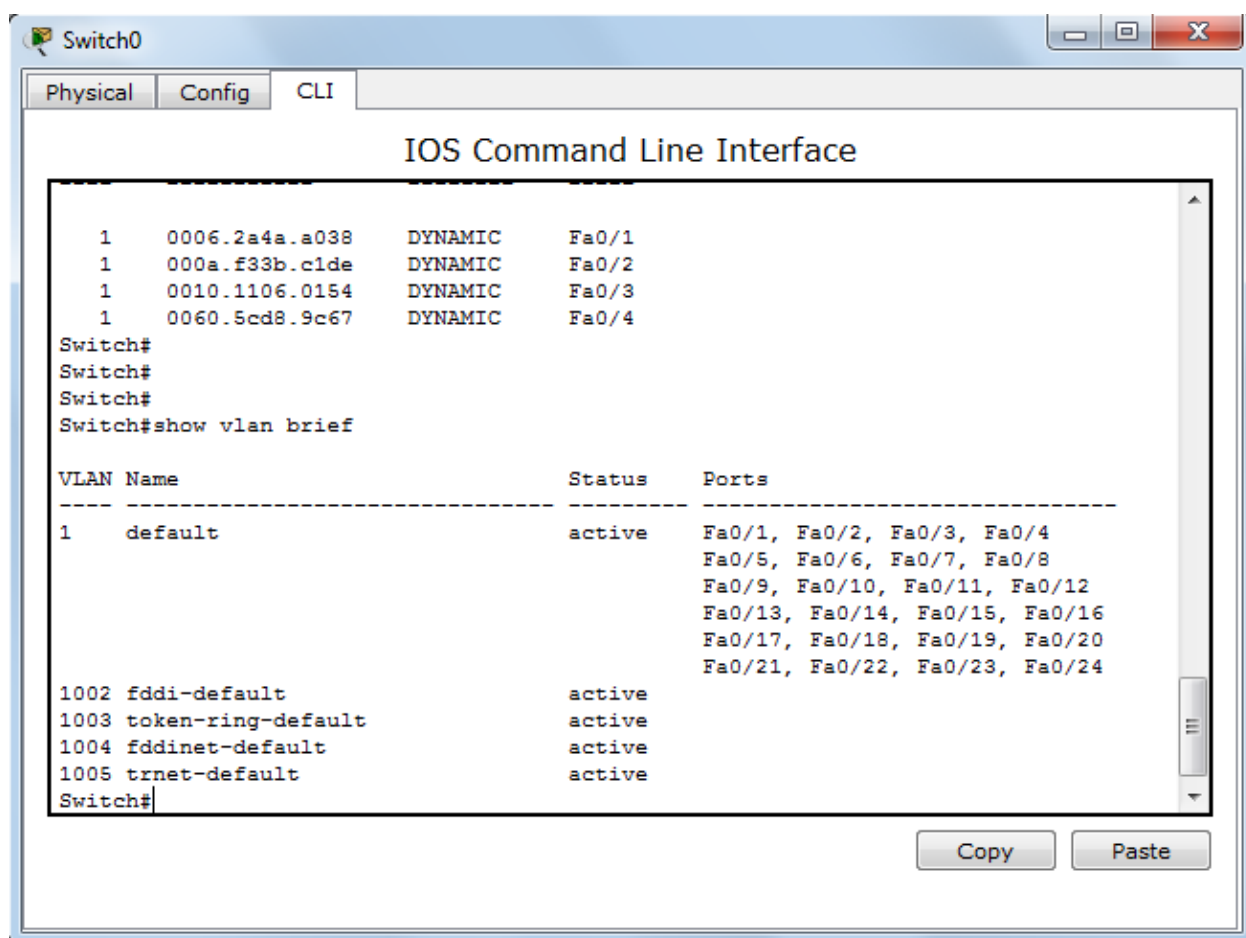 Switch0
Physical Config CLI
IOS Command Line Interface
---- ----------- -------- -----
1 0006.2a4a.a038 DYNAMIC Fa0/1
1 000a.f33b.c1de DYNAMIC Fa0/2
1 0010.1106.0154 DYNAMIC Fa0/3
1 0060.5cd8.9c67 DYNAMIC Fa0/4
Switch#
Switch#
Switch#
Switch#show vlan brief
VLAN Name Status Ports
---- -------------------------------- --------- -------------------------------
1 default active Fa0/1, Fa0/2, Fa0/3, Fa0/4
Fa0/5, Fa0/6, Fa0/7, Fa0/8
Fa0/9, Fa0/10, Fa0/11, Fa0/12
Fa0/13, Fa0/14, Fa0/15, Fa0/16
Fa0/17, Fa0/18, Fa0/19, Fa0/20
Fa0/21, Fa0/22, Fa0/23, Fa0/24
1002 fddi-default active
1003 token-ring-default active
1004 fddinet-default active
1005 trnet-default active
Switch#
Copy Paste